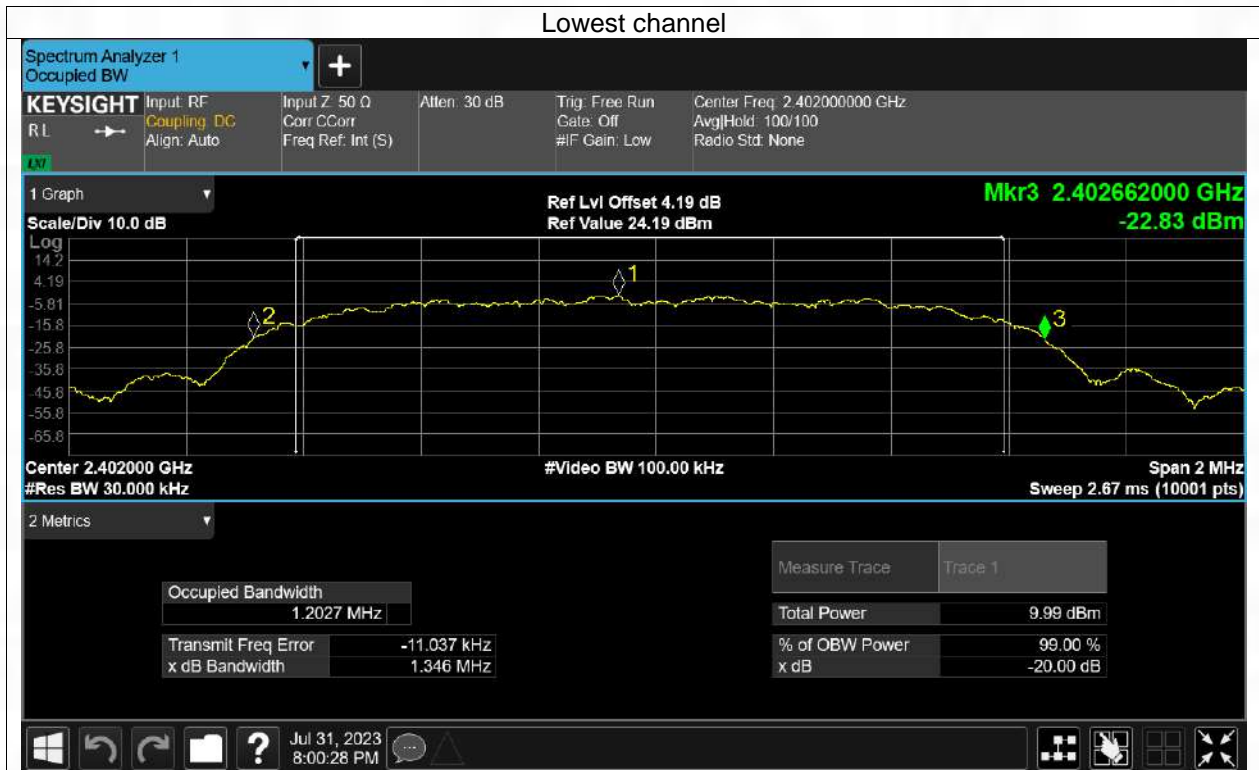 Lowest channel
Spectrum Analyzer 1
Occupied BW
KEYSIGHT
RL
LXI
Input: RF
Coupling: DC
Align: Auto
Input Z: 50 Ω
Corr CCorr
Freq Ref: Int (S)
Atten: 30 dB
Trig: Free Run
Gate: Off
#IF Gain: Low
Center Freq: 2.402000000 GHz
Avg|Hold: 100/100
Radio Std: None
1 Graph
Scale/Div 10.0 dB
Ref Lvl Offset 4.19 dB
Ref Value 24.19 dBm
Mkr3 2.402662000 GHz
-22.83 dBm
Log
14.2
4.19
-5.81
-15.8
-25.8
-35.8
-45.8
-55.8
-65.8
1
2
3
Center 2.402000 GHz
#Res BW 30.000 kHz
#Video BW 100.00 kHz
Span 2 MHz
Sweep 2.67 ms (10001 pts)
2 Metrics
Measure Trace Trace 1
Occupied Bandwidth
1.2027 MHz
Total Power 9.99 dBm
Transmit Freq Error -11.037 kHz
% of OBW Power 99.00 %
x dB Bandwidth 1.346 MHz
x dB -20.00 dB
?
Jul 31, 2023
8:00:28 PM